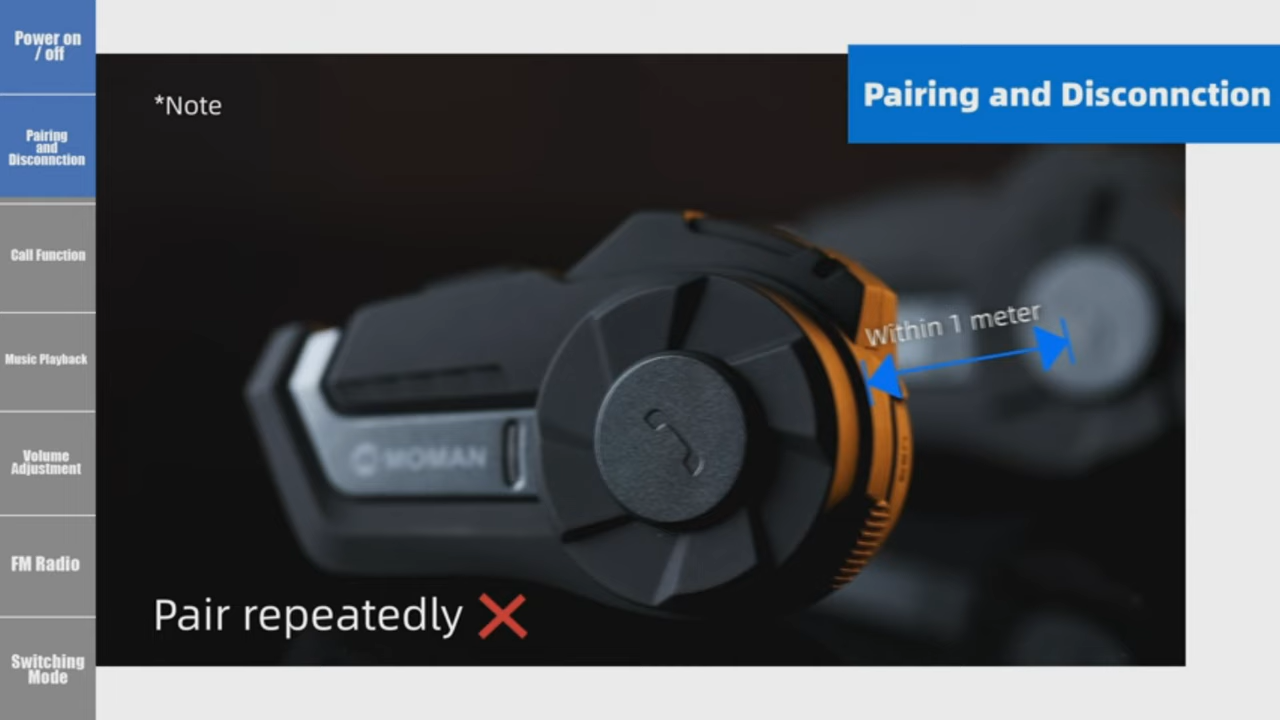 Power on
/ off
Pairing
and
Disconnction
Call Function
Music Playback
Volume
Adjustment
FM Radio
Switching
Mode
Pairing and Disconnction
*Note
Within 1 meter
MOMAN
Pair repeatedly ❌